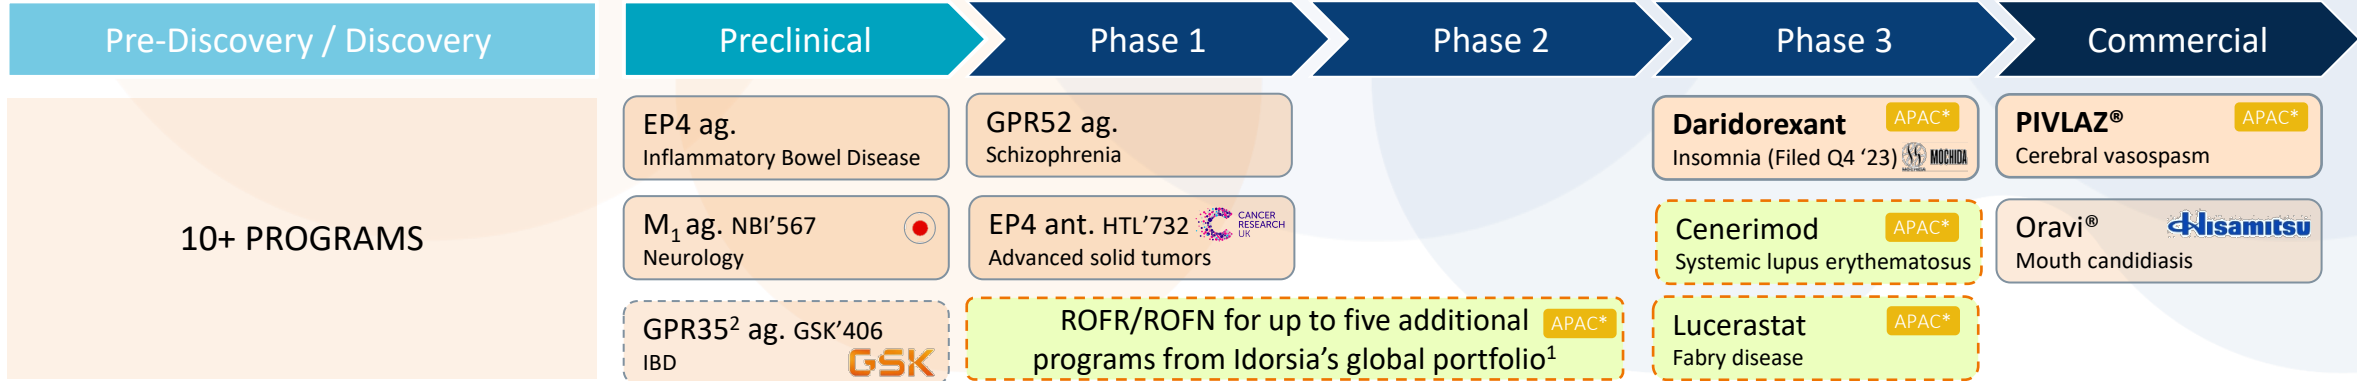 Pre-Discovery / Discovery
Preclinical
Phase 1
Phase 2
Phase 3
Commercial
10+ PROGRAMS
EP4 ag.
Inflammatory Bowel Disease
M₁ ag. NBI’567
Neurology
GPR35² ag. GSK’406
IBD
GSK
GPR52 ag.
Schizophrenia
EP4 ant. HTL’732
CANCER
RESEARCH
UK
Advanced solid tumors
ROFR/ROFN for up to five additional
programs from Idorsia’s global portfolio¹
APAC*
Daridorexant
APAC*
Insomnia (Filed Q4 ‘23)
MOCHIDA
Cenerimod
APAC*
Systemic lupus erythematosus
Lucerastat
APAC*
Fabry disease
PIVLAZ®
APAC*
Cerebral vasospasm
Oravi®
Hisamitsu
Mouth candidiasis